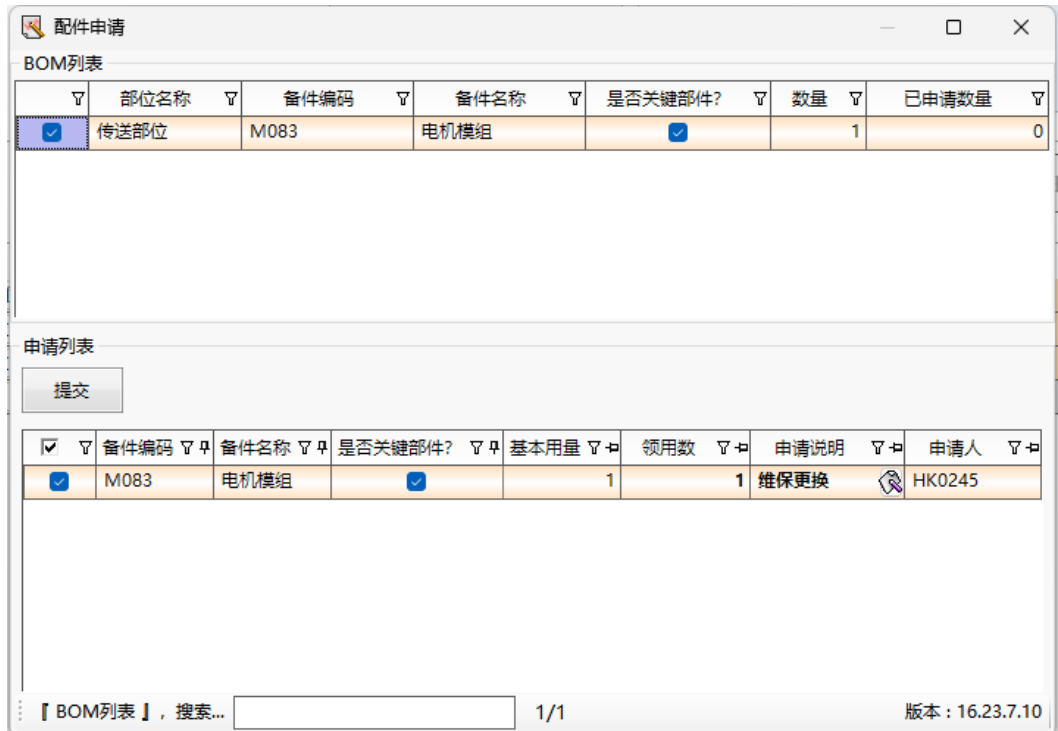 配件申请
BOM列表
部位名称 备件编码 备件名称 是否关键部件? 数量 已申请数量
传送部位 M083 电机模组 1 0
申请列表
提交
备件编码 备件名称 是否关键部件? 基本用量 领用数 申请说明 申请人
M083 电机模组 1 1 维保更换 HK0245
『 BOM列表 』, 搜索... 1/1 版本 : 16.23.7.10